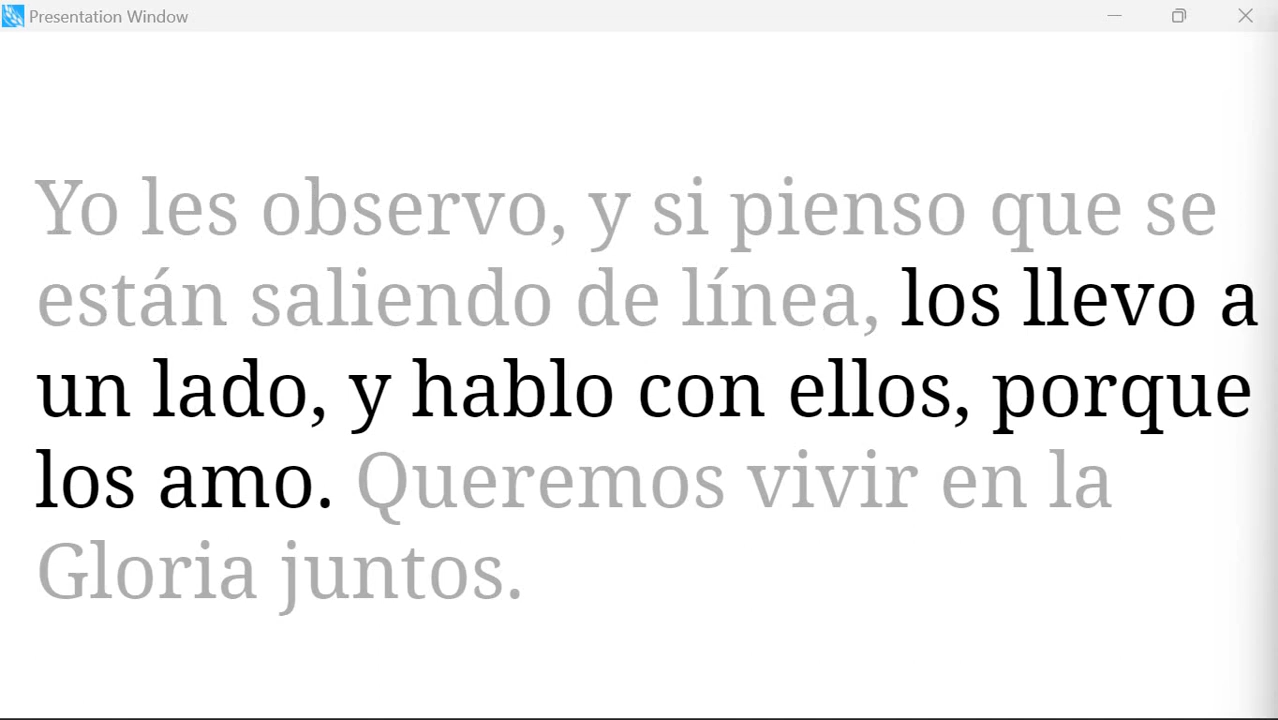 Presentation Window
Yo les observo, y si pienso que se
están saliendo de línea, los llevo a
un lado, y hablo con ellos, porque
los amo. Queremos vivir en la
Gloria juntos.